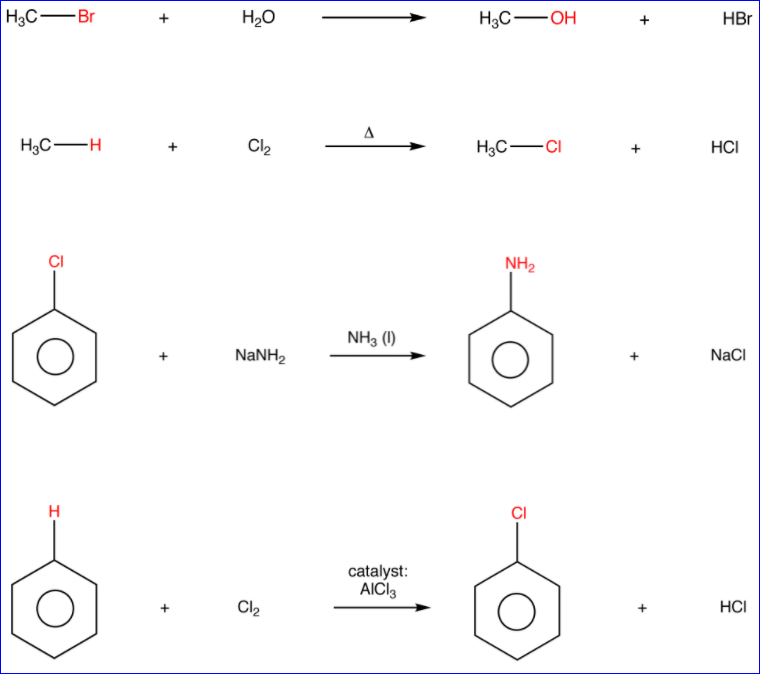 H₃C—Br + H₂O H₃C—OH + HBr
Δ
H₃C—H + Cl₂ H₃C—Cl + HCl
Cl NH₂
NH₃ (l)
+ NaNH₂ + NaCl
H Cl
catalyst:
AlCl₃
+ Cl₂ + HCl